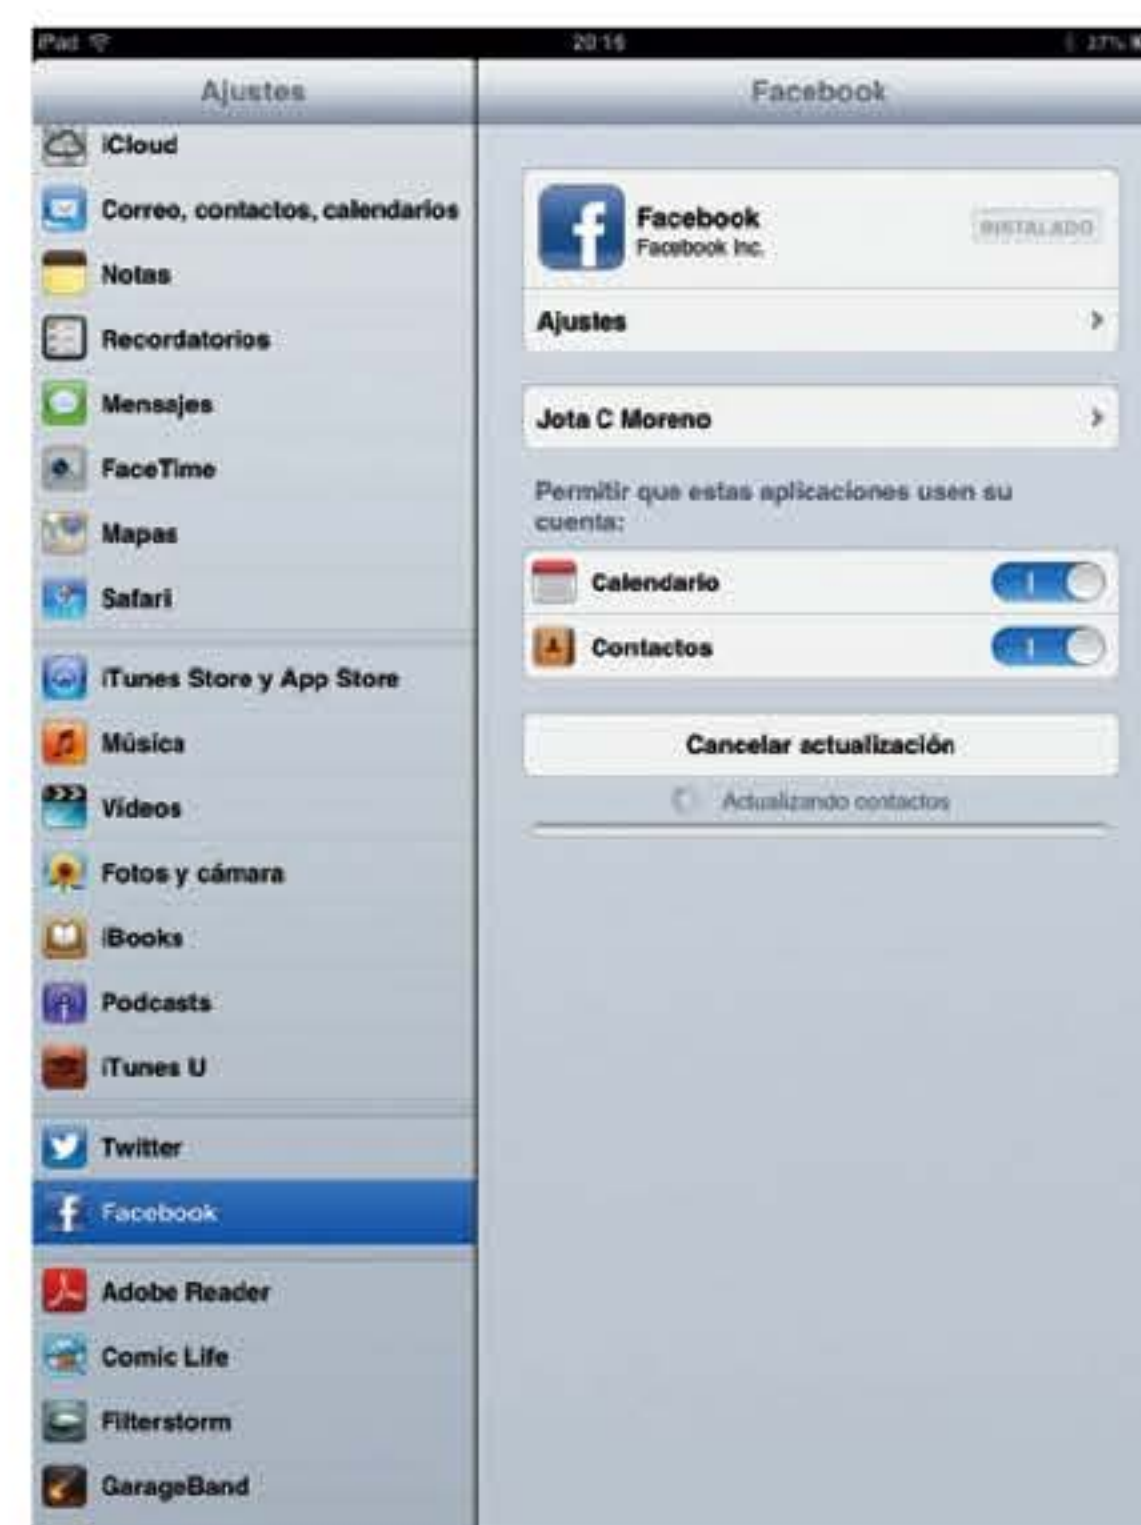 iPad
20:16
27%
Ajustes
iCloud
Correo, contactos, calendarios
Notas
Recordatorios
Mensajes
FaceTime
Mapas
Safari
iTunes Store y App Store
Música
Vídeos
Fotos y cámara
iBooks
Podcasts
iTunes U
Twitter
Facebook
Adobe Reader
Comic Life
Filterstorm
GarageBand
Facebook
Facebook
Facebook Inc.
INSTALADO
Ajustes
Jota C Moreno
Permitir que estas aplicaciones usen su
cuenta:
Calendario
Contactos
Cancelar actualización
Actualizando contactos